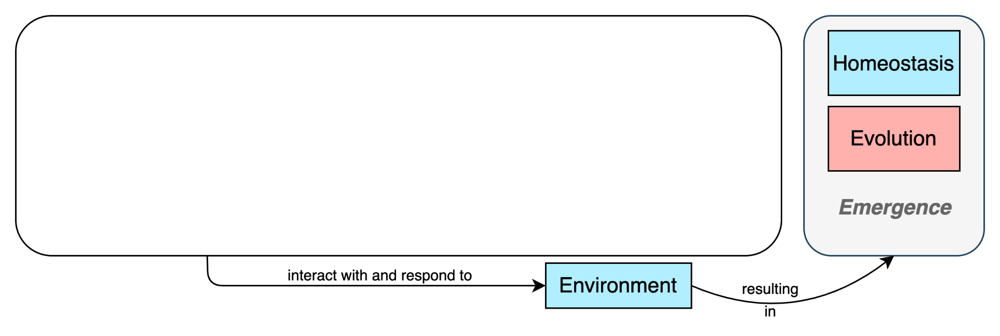 Homeostasis
Evolution
Emergence
interact with and respond to
Environment
resulting
in